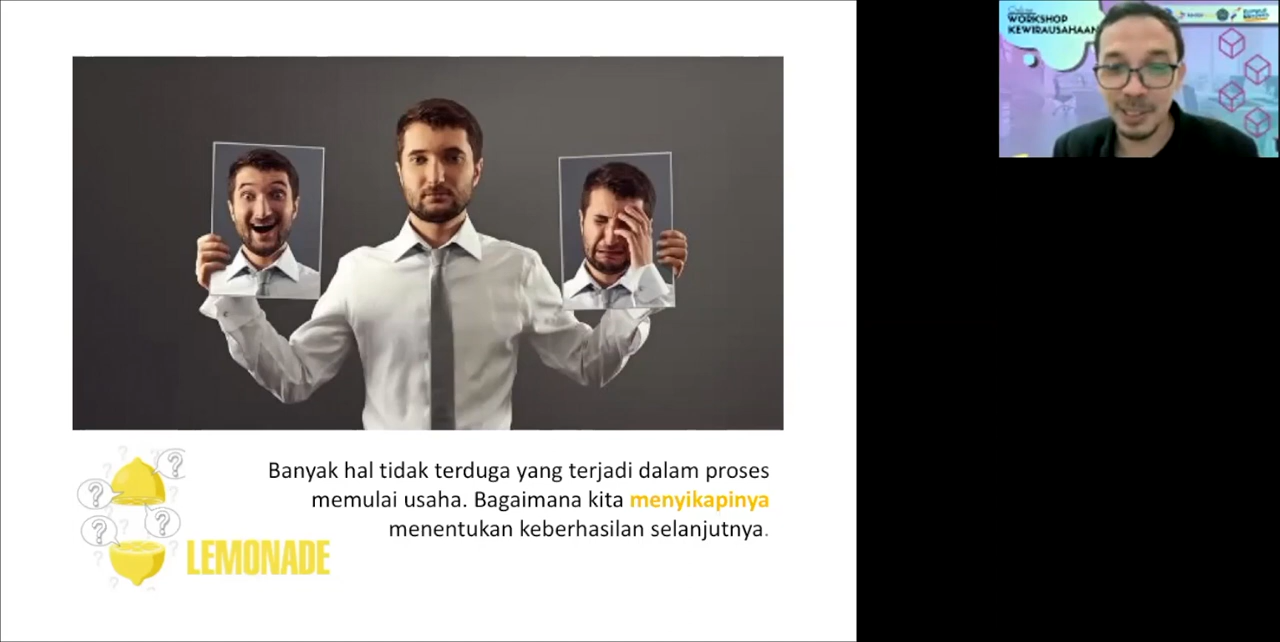 Online
WORKSHOP
KEWIRAUSAHAAN
Banyak hal tidak terduga yang terjadi dalam proses
memulai usaha. Bagaimana kita menyikapinya
menentukan keberhasilan selanjutnya.
? ? ? ?
LEMONADE